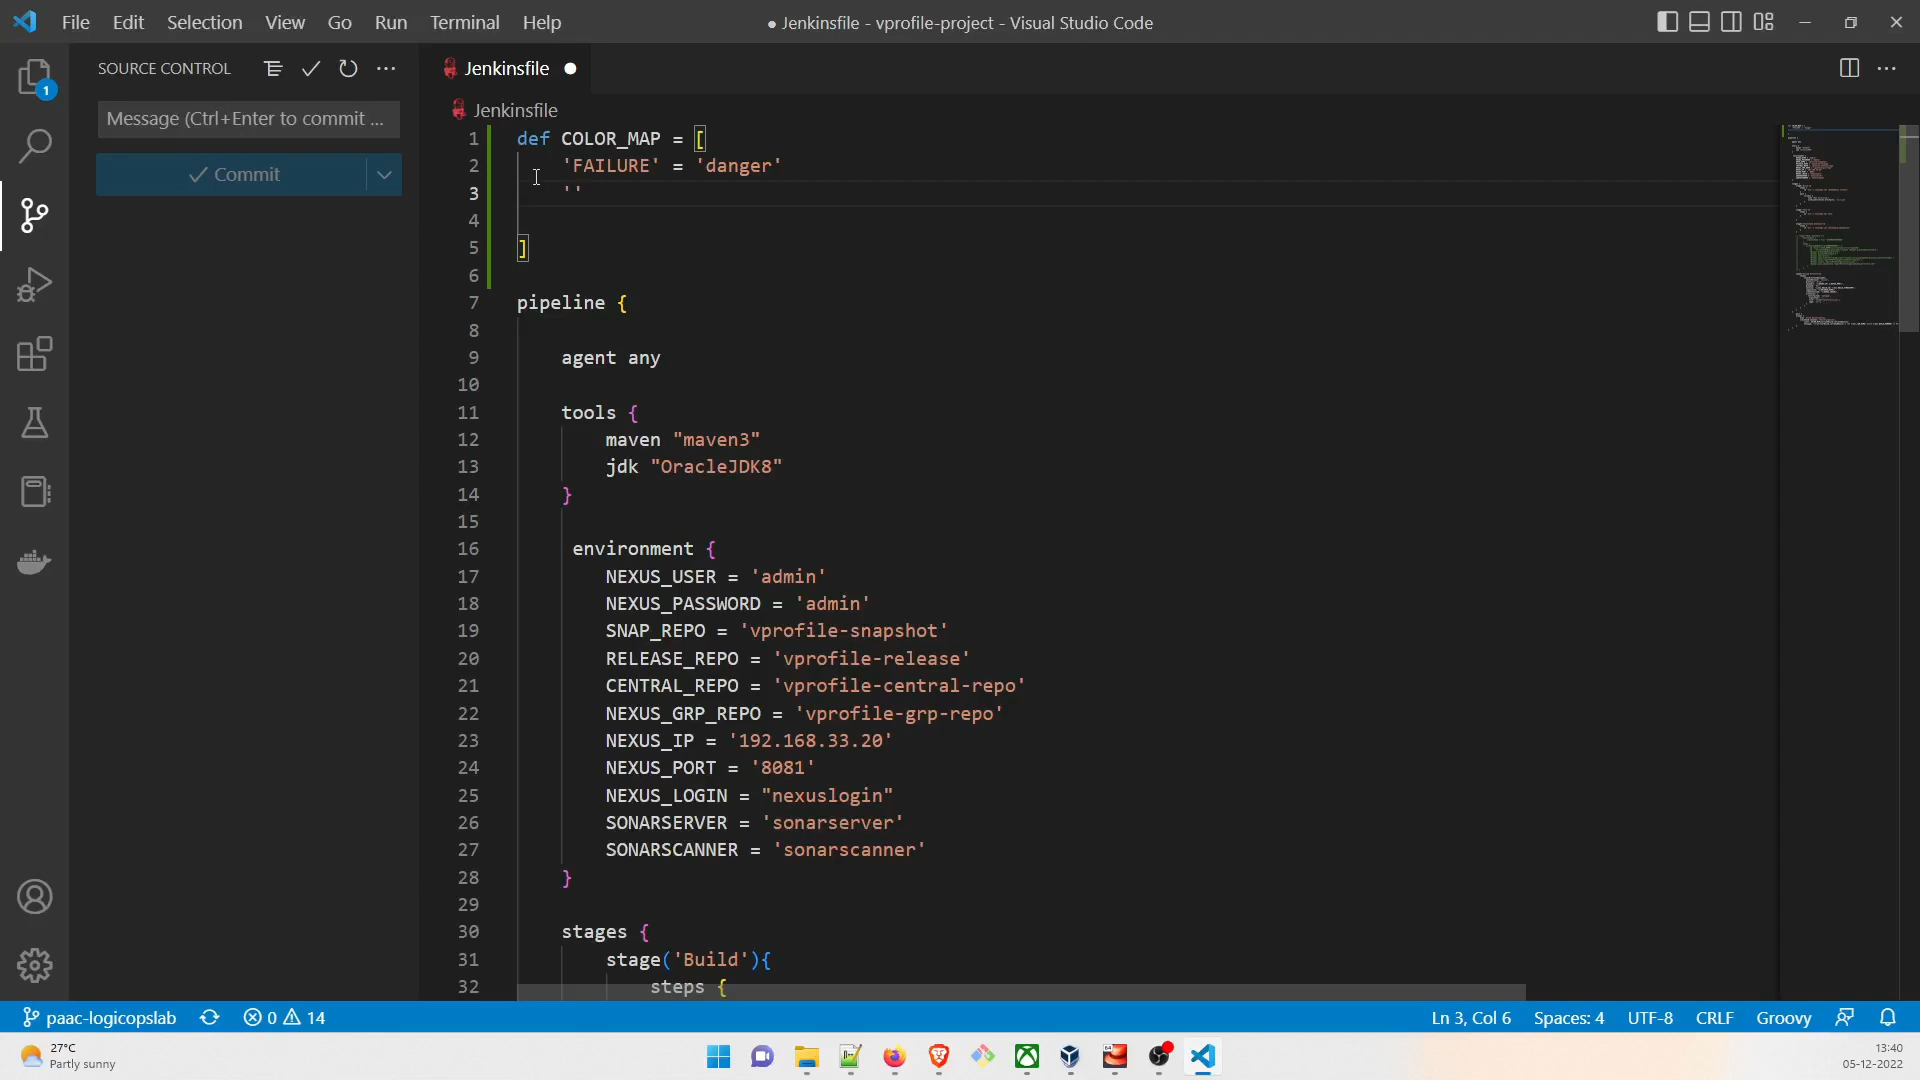 File Edit Selection View Go Run Terminal Help
● Jenkinsfile - vprofile-project - Visual Studio Code
SOURCE CONTROL
Jenkinsfile
1
Message (Ctrl+Enter to commit ...
Commit
Jenkinsfile
1 def COLOR_MAP = [
2 'FAILURE' = 'danger'
3 ''
4
5 ]
6
7 pipeline {
8
9 agent any
10
11 tools {
12 maven "maven3"
13 jdk "OracleJDK8"
14 }
15
16 environment {
17 NEXUS_USER = 'admin'
18 NEXUS_PASSWORD = 'admin'
19 SNAP_REPO = 'vprofile-snapshot'
20 RELEASE_REPO = 'vprofile-release'
21 CENTRAL_REPO = 'vprofile-central-repo'
22 NEXUS_GRP_REPO = 'vprofile-grp-repo'
23 NEXUS_IP = '192.168.33.20'
24 NEXUS_PORT = '8081'
25 NEXUS_LOGIN = "nexuslogin"
26 SONARSERVER = 'sonarserver'
27 SONARSCANNER = 'sonarscanner'
28 }
29
30 stages {
31 stage('Build'){
32 steps {
paac-logicopslab 0 14 Ln 3, Col 6 Spaces: 4 UTF-8 CRLF Groovy
27°C
Partly sunny
13:40
05-12-2022